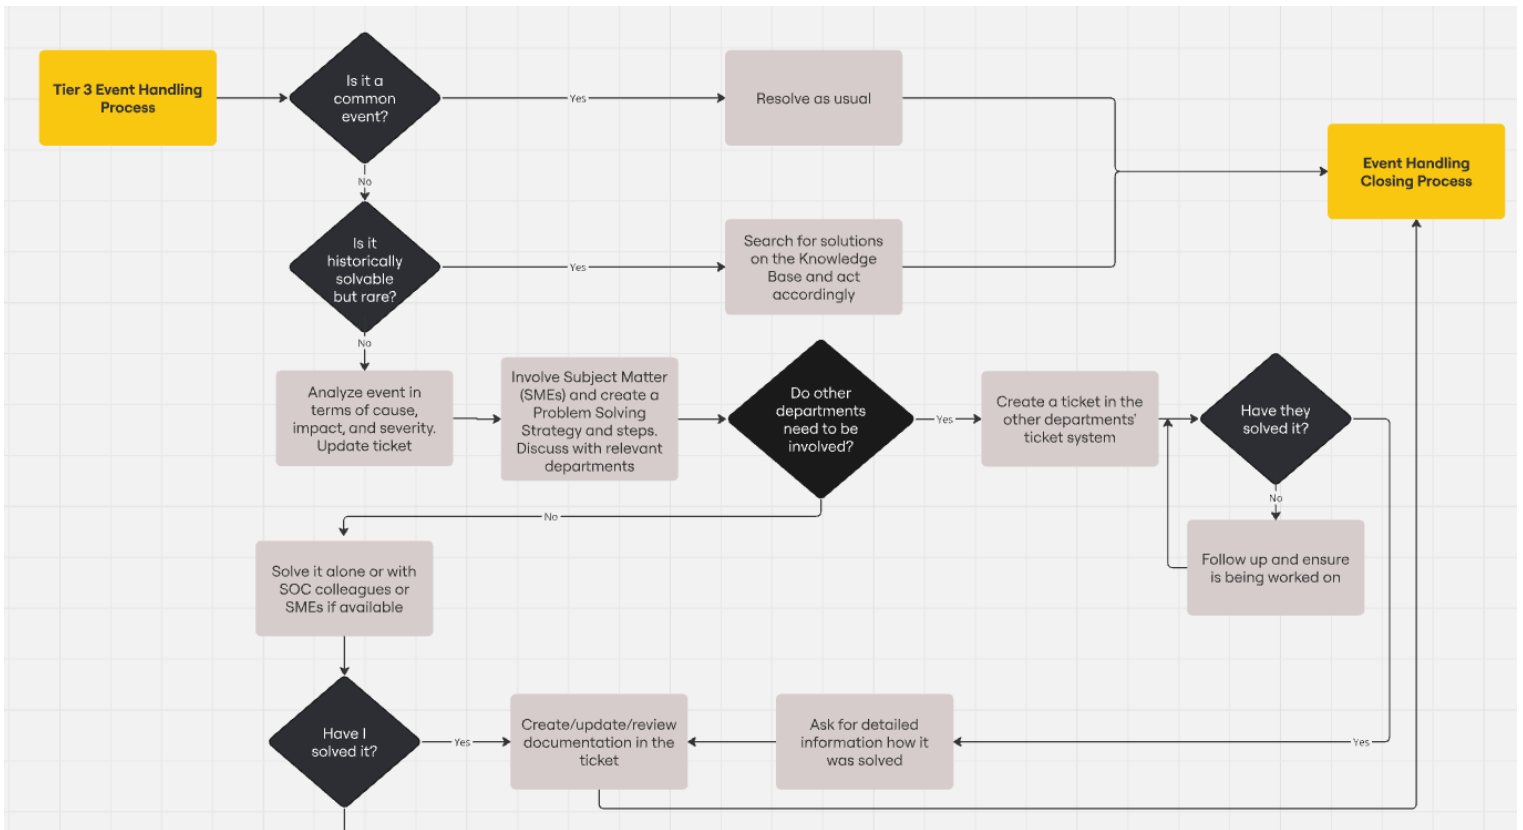 Tier 3 Event Handling
Process
Is it a
common
event?
Yes
Resolve as usual
Event Handling
Closing Process
No
Is it
historically
solvable
but rare?
Yes
Search for solutions
on the Knowledge
Base and act
accordingly
No
Analyze event in
terms of cause,
impact, and severity.
Update ticket
Involve Subject Matter
(SMEs) and create a
Problem Solving
Strategy and steps.
Discuss with relevant
departments
Do other
departments
need to be
involved?
Yes
Create a ticket in the
other departments'
ticket system
Have they
solved it?
No
Follow up and ensure
is being worked on
No
Solve it alone or with
SOC colleagues or
SMEs if available
Have I
solved it?
Yes
Create/update/review
documentation in the
ticket
Ask for detailed
information how it
was solved
Yes